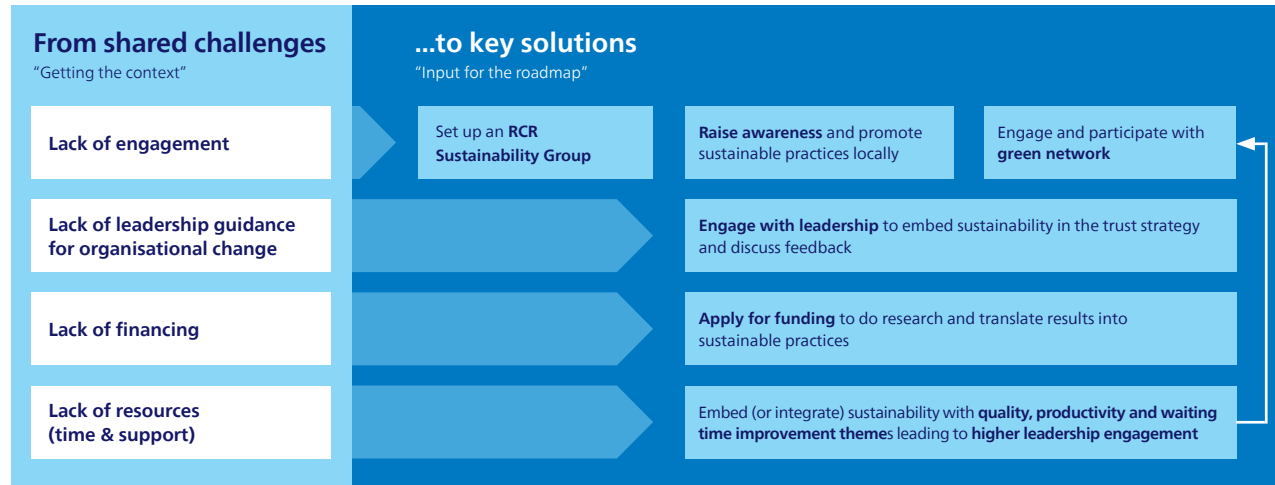 From shared challenges
“Getting the context”
...to key solutions
“Input for the roadmap“
Lack of engagement
Set up an RCR
Sustainability Group
Raise awareness and promote
sustainable practices locally
Engage and participate with
green network
Lack of leadership guidance
for organisational change
Engage with leadership to embed sustainability in the trust strategy
and discuss feedback
Lack of financing
Apply for funding to do research and translate results into
sustainable practices
Lack of resources
(time & support)
Embed (or integrate) sustainability with quality, productivity and waiting
time improvement themes leading to higher leadership engagement